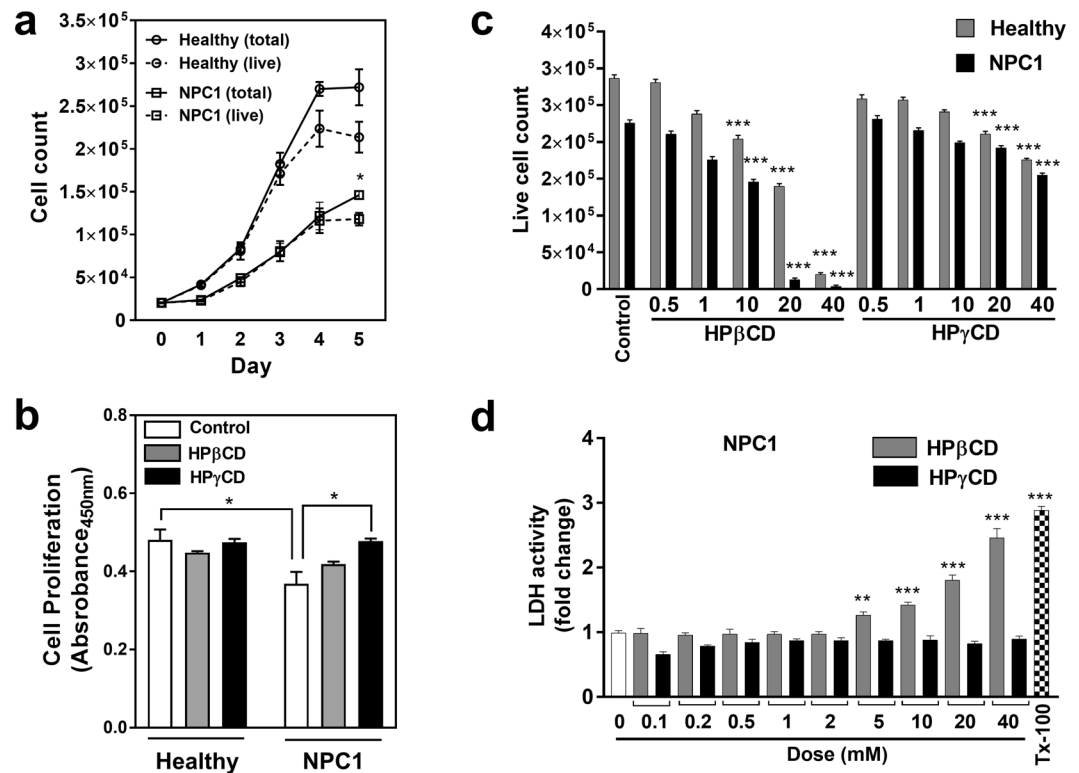 a
3.5×10⁵
3×10⁵
2.5×10⁵
2×10⁵
1.5×10⁵
1×10⁵
5×10⁴
0
Cell count
Healthy (total)
Healthy (live)
NPC1 (total)
NPC1 (live)
*
0 1 2 3 4 5
Day
b
0.8
0.6
0.4
0.2
0.0
Cell Proliferation
(Absrobance450nm)
Control
HPβCD
HPγCD
* *
Healthy NPC1
c
Healthy
NPC1
3×10⁵
3×10⁵
2×10⁵
2×10⁵
1×10⁵
5×10⁴
0
Live cell count
*** *** *** *** ***
*** *** *** ***
Control 0.5 1 10 20 40 0.5 1 10 20 40
HPβCD HPγCD
d
NPC1
HPβCD
HPγCD
4
3
2
1
0
LDH activity
(fold change)
** *** *** *** ***
0 0.1 0.2 0.5 1 2 5 10 20 40 Tx-100
Dose (mM)